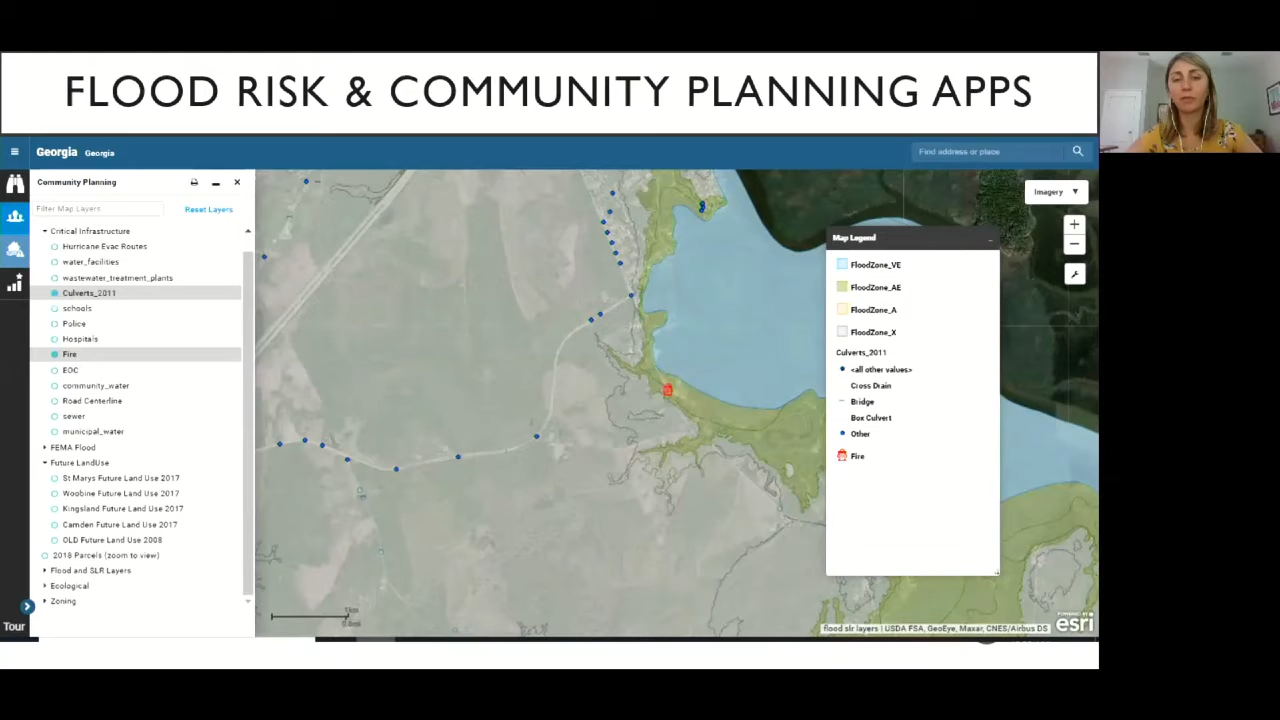 FLOOD RISK & COMMUNITY PLANNING APPS
Georgia Georgia
Find address or place
Community Planning
Filter Map Layers
Reset Layers
Critical Infrastructure
Hurricane Evac Routes
water_facilities
wastewater_treatment_plants
Culverts_2011
schools
Police
Hospitals
Fire
EOC
community_water
Road Centerline
sewer
municipal_water
FEMA Flood
Future LandUse
St Marys Future Land Use 2017
Woobine Future Land Use 2017
Kingsland Future Land Use 2017
Camden Future Land Use 2017
OLD Future Land Use 2008
2018 Parcels (zoom to view)
Flood and SLR Layers
Ecological
Zoning
Tour
Imagery
Map Legend
FloodZone_VE
FloodZone_AE
FloodZone_A
FloodZone_X
Culverts_2011
<all other values>
Cross Drain
Bridge
Box Culvert
Other
Fire
1km
flood slr layers | USDA FSA, GeoEye, Maxar, CNES/Airbus DS
POWERED BY
esri